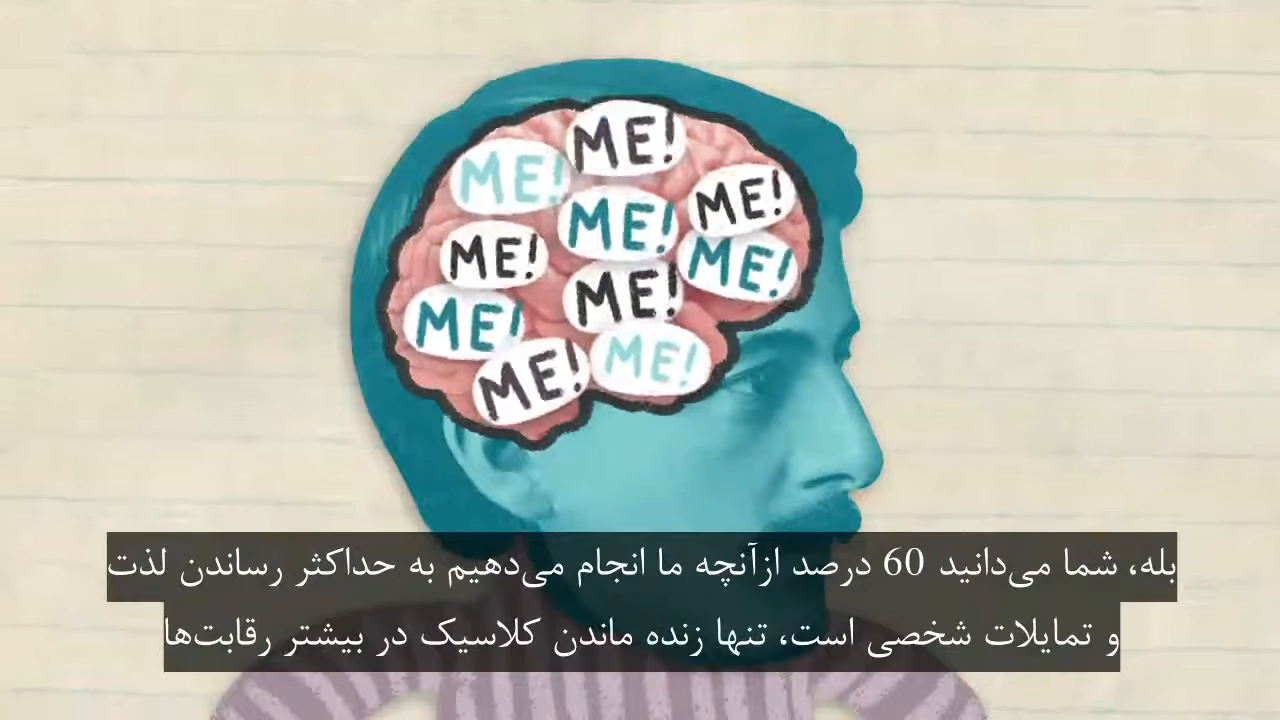 ME!
ME!
ME!
ME!
ME!
ME!
ME!
ME!
ME!
ME!
بله، شما می‌دانید 60 درصد ازآنچه ما انجام می‌دهیم به حداکثر رساندن لذت
و تمایلات شخصی است، تنها زنده ماندن کلاسیک در بیشتر رقابت‌ها